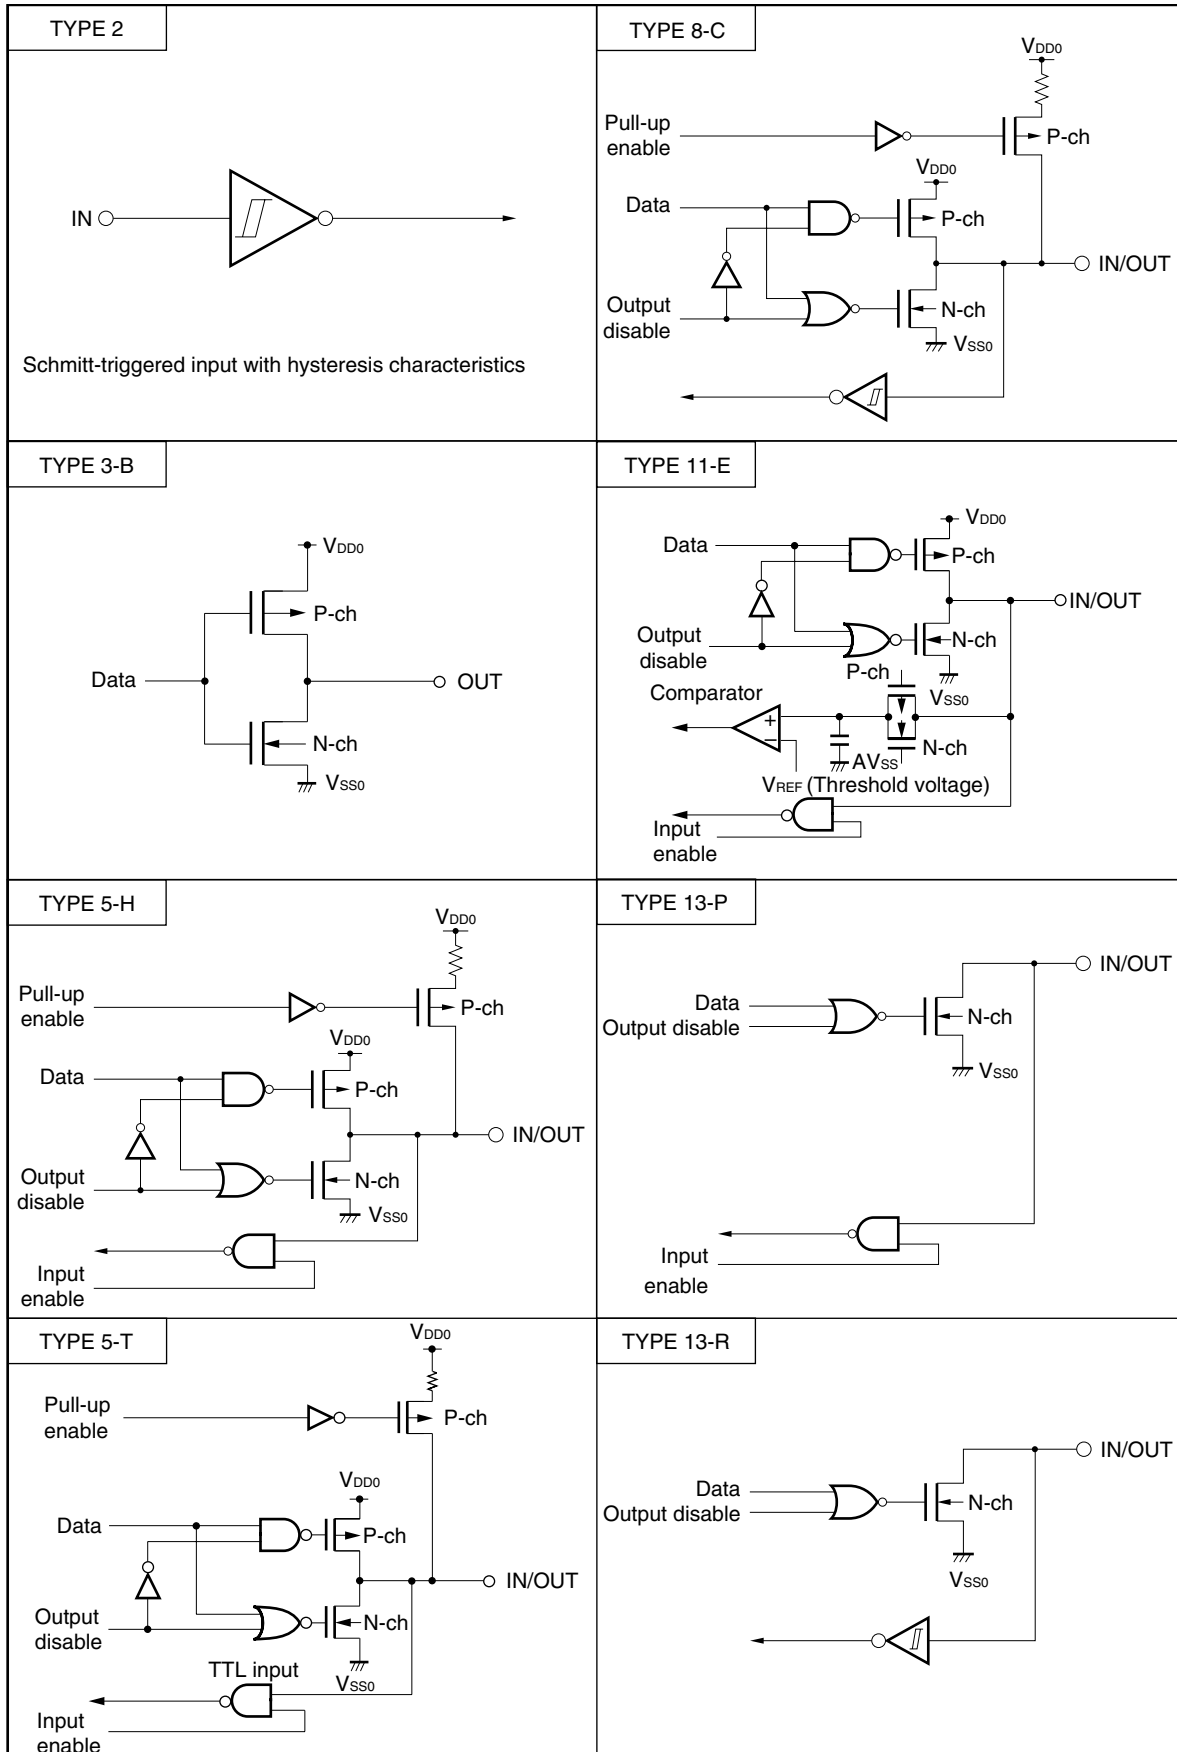 TYPE 2
IN
Schmitt-triggered input with hysteresis characteristics
TYPE 8-C
VDD0
Pull-up
enable
P-ch
VDD0
Data
P-ch
IN/OUT
Output
disable
N-ch
VSS0
TYPE 3-B
VDD0
P-ch
Data
OUT
N-ch
VSS0
TYPE 11-E
VDD0
Data
P-ch
IN/OUT
Output
disable
N-ch
P-ch
VSS0
Comparator
+
−
N-ch
AVSS
VREF (Threshold voltage)
Input
enable
TYPE 5-H
VDD0
Pull-up
enable
P-ch
VDD0
Data
P-ch
IN/OUT
Output
disable
N-ch
VSS0
Input
enable
TYPE 13-P
IN/OUT
Data
Output disable
N-ch
VSS0
Input
enable
TYPE 5-T
VDD0
Pull-up
enable
P-ch
VDD0
Data
P-ch
IN/OUT
Output
disable
N-ch
TTL input
VSS0
Input
enable
TYPE 13-R
IN/OUT
Data
Output disable
N-ch
VSS0